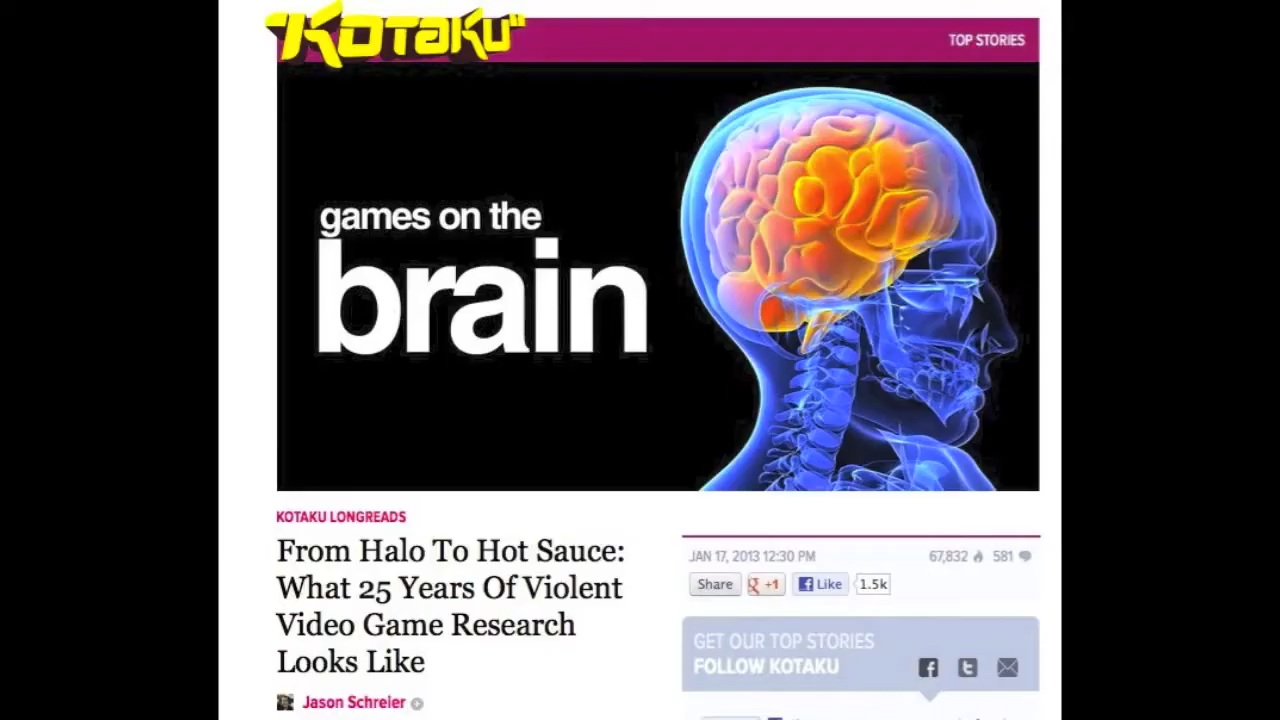 "KOTAKU"
TOP STORIES
games on the
brain
KOTAKU LONGREADS
From Halo To Hot Sauce:
What 25 Years Of Violent
Video Game Research
Looks Like
Jason Schreier
JAN 17, 2013 12:30 PM 67,832 581
Share g +1 f Like 1.5k
GET OUR TOP STORIES
FOLLOW KOTAKU f t